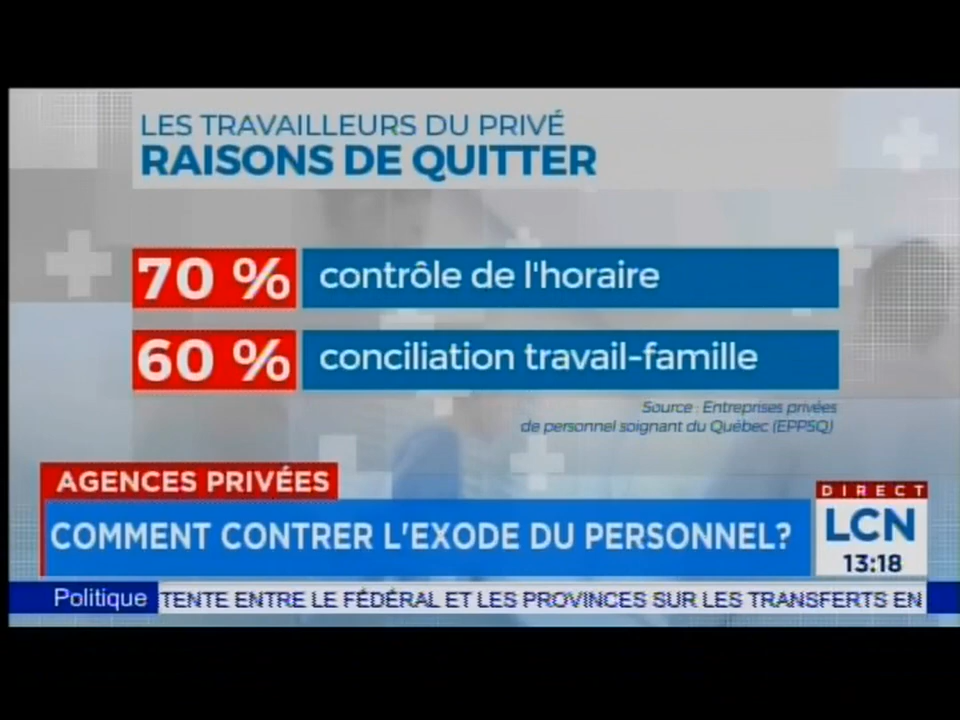 LES TRAVAILLEURS DU PRIVÉ
RAISONS DE QUITTER
70 % contrôle de l'horaire
60 % conciliation travail-famille
Source : Entreprises privées
de personnel soignant du Québec (EPPSQ)
AGENCES PRIVÉES
COMMENT CONTRER L'EXODE DU PERSONNEL?
DIRECT
LCN
13:18
Politique TENTE ENTRE LE FÉDÉRAL ET LES PROVINCES SUR LES TRANSFERTS EN